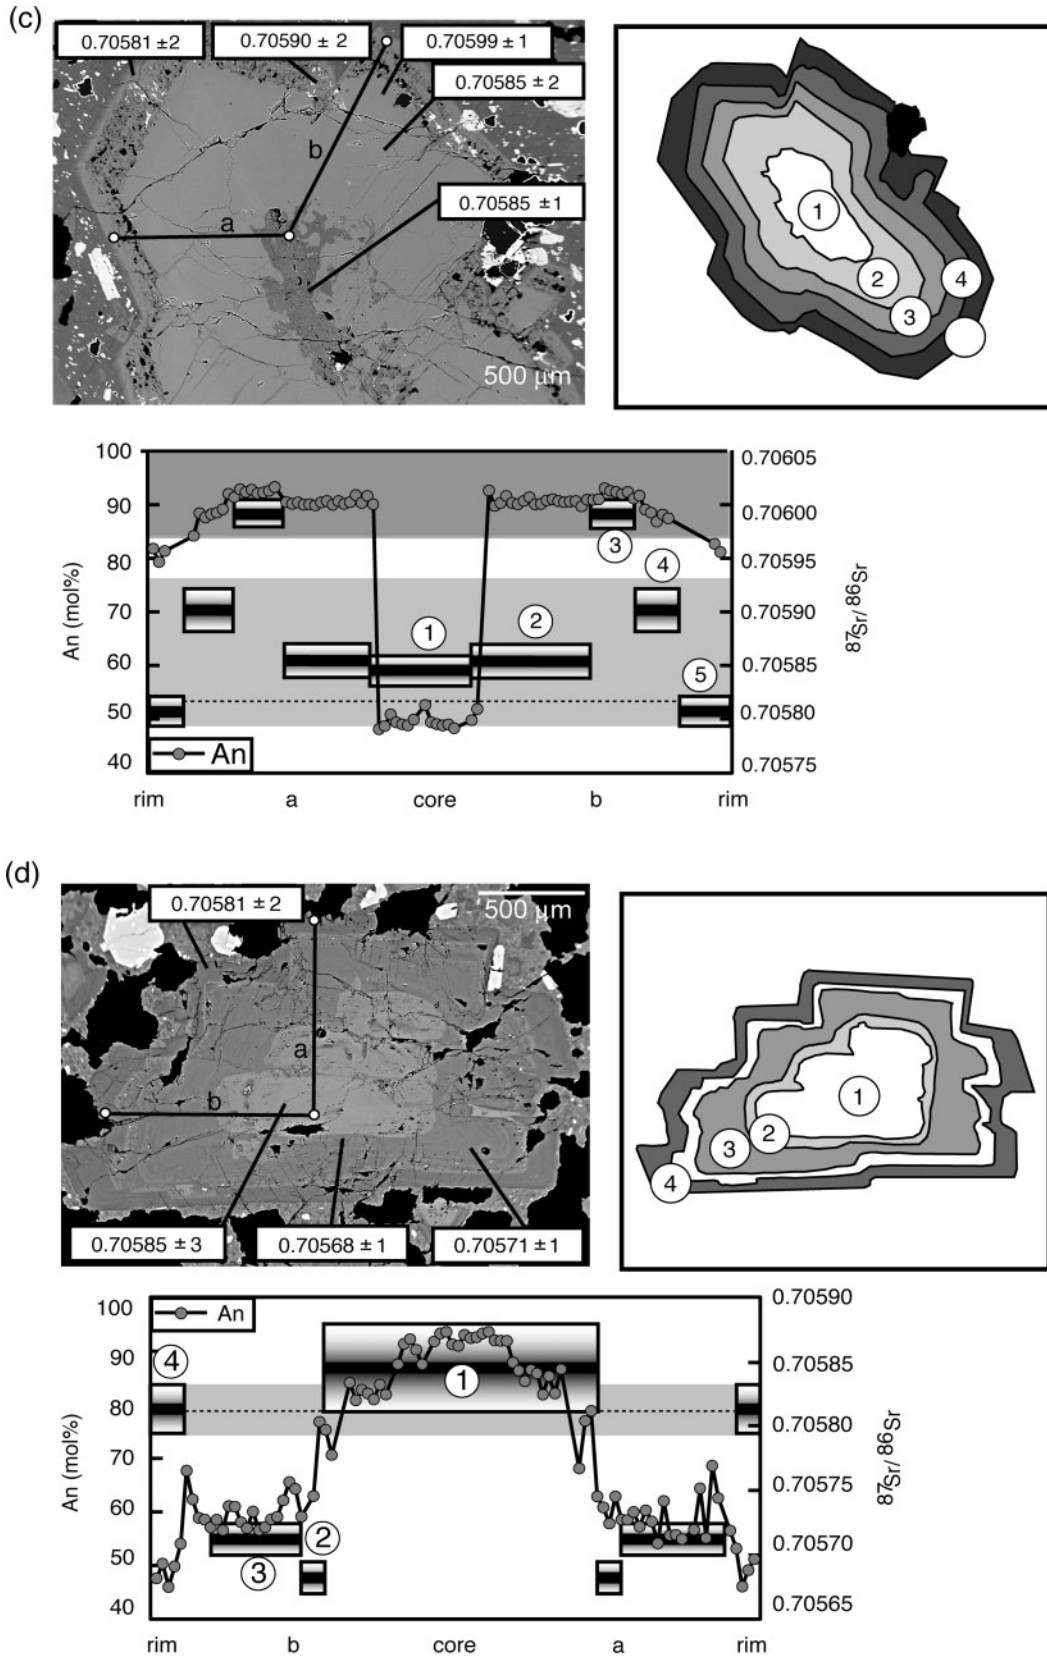 (c)
0.70581 ±2
0.70590 ± 2
0.70599 ± 1
0.70585 ± 2
b
a
0.70585 ± 1
500 µm
1
2
3
4
100
90
80
70
60
50
40
An (mol%)
0.70605
0.70600
0.70595
0.70590
0.70585
0.70580
0.70575
87Sr/ 86Sr
1
2
3
4
5
An
rim a core b rim
(d)
0.70581 ± 2
500 µm
a
b
0.70585 ± 3
0.70568 ± 1
0.70571 ± 1
1
2
3
4
100
90
80
70
60
50
40
An (mol%)
0.70590
0.70585
0.70580
0.70575
0.70570
0.70565
87Sr/ 86Sr
An
4
1
2
3
rim b core a rim